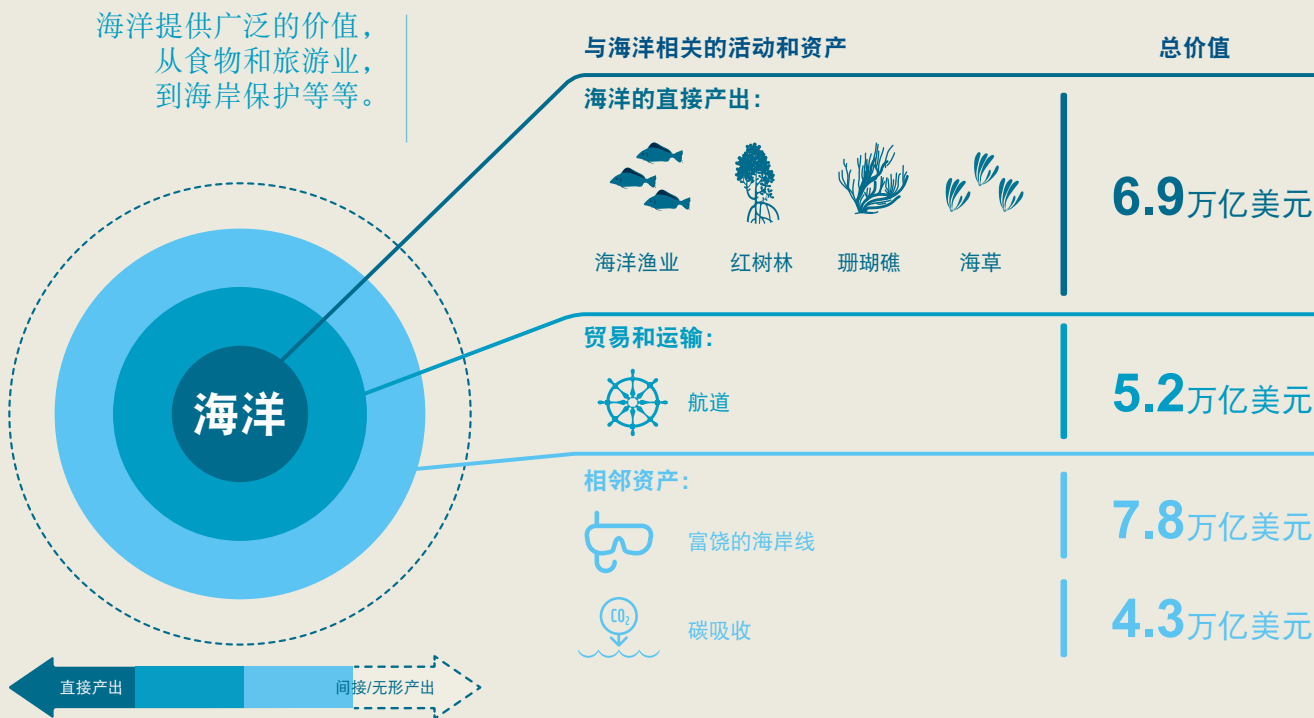 海洋提供广泛的价值，
从食物和旅游业，
到海岸保护等等。
与海洋相关的活动和资产 总价值
海洋的直接产出：
海洋渔业 红树林 珊瑚礁 海草
6.9万亿美元
贸易和运输：
航道
5.2万亿美元
相邻资产：
富饶的海岸线
7.8万亿美元
CO₂
碳吸收
4.3万亿美元
海洋
直接产出 间接/无形产出